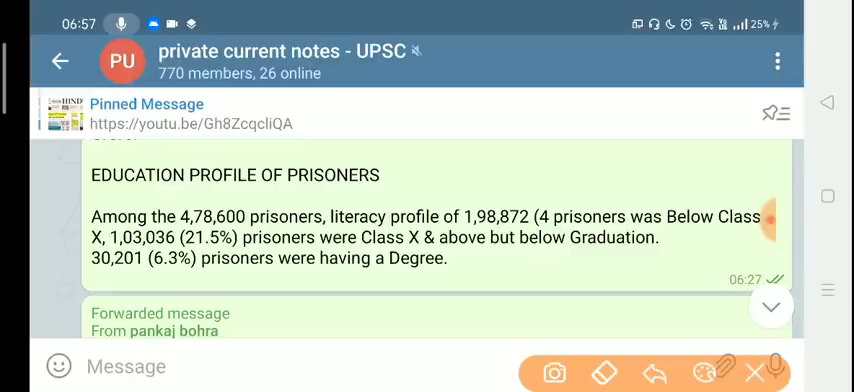 06:57
25%
private current notes - UPSC
PU
770 members, 26 online
Pinned Message
https://youtu.be/Gh8ZcqcliQA
EDUCATION PROFILE OF PRISONERS
Among the 4,78,600 prisoners, literacy profile of 1,98,872 (4 prisoners was Below Class
X, 1,03,036 (21.5%) prisoners were Class X & above but below Graduation.
30,201 (6.3%) prisoners were having a Degree.
06:27
Forwarded message
From pankaj bohra
Message